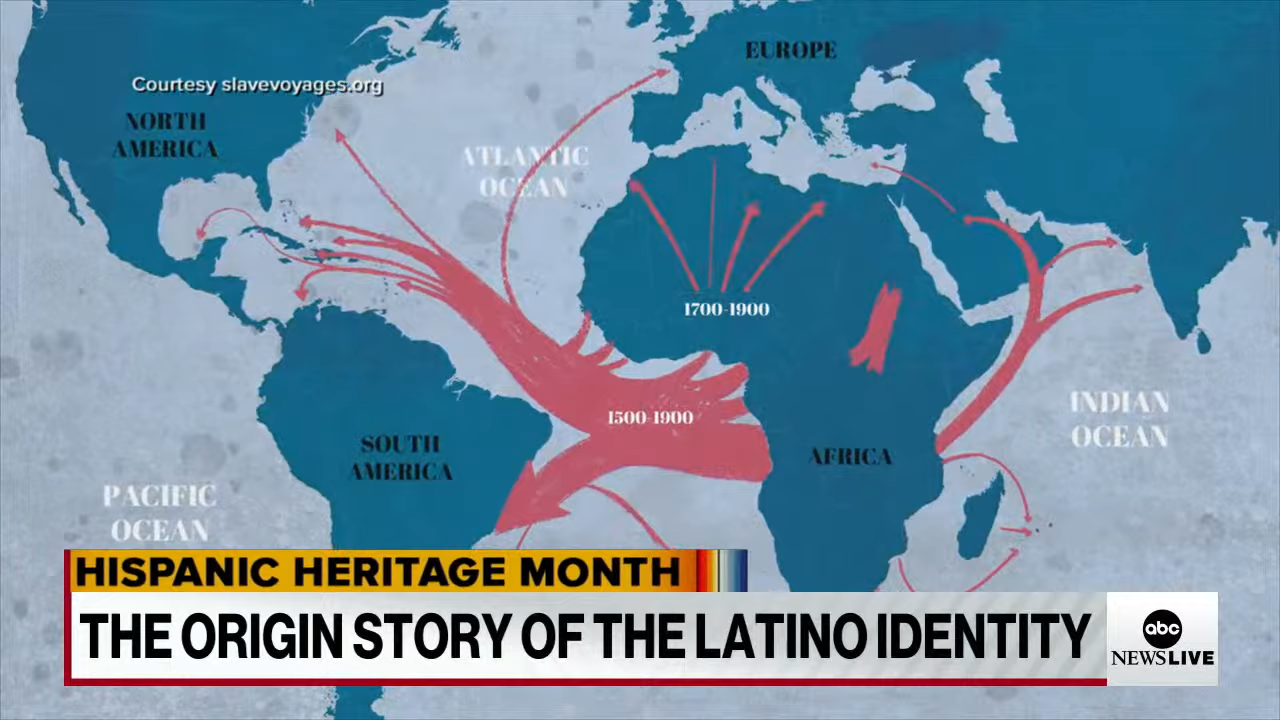 EUROPE
Courtesy slavevoyages.org
NORTH
AMERICA
ATLANTIC
OCEAN
1700-1900
1500-1900
INDIAN
OCEAN
SOUTH
AMERICA
AFRICA
PACIFIC
OCEAN
HISPANIC HERITAGE MONTH
THE ORIGIN STORY OF THE LATINO IDENTITY
abc
NEWSLIVE